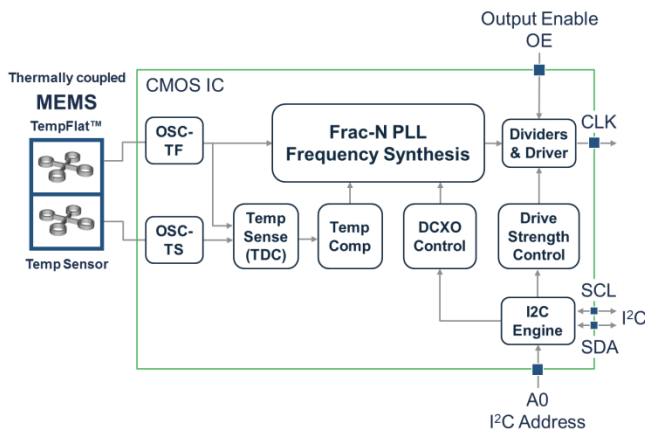 Output Enable
OE
Thermally coupled
MEMS
TempFlat™
CMOS IC
CLK
OSC-
TF
Frac-N PLL
Frequency Synthesis
Dividers
& Driver
OSC-
TS
Temp
Sense
(TDC)
Temp
Comp
DCXO
Control
Drive
Strength
Control
Temp Sensor
SCL
I2C
Engine
I²C
SDA
A0
I²C Address